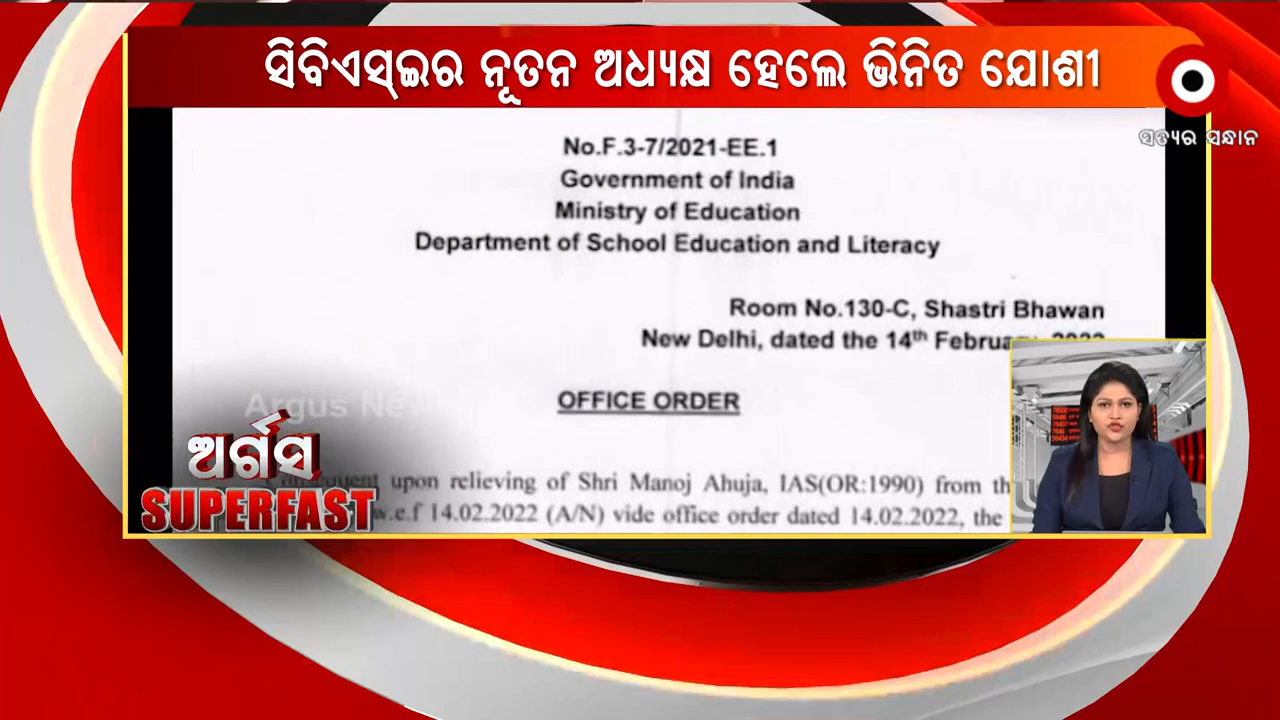 ସିବିଏସ୍ଇର ନୂତନ ଅଧ୍ୟକ୍ଷ ହେଲେ ଭିନିତ ଯୋଶୀ
ସତ୍ୟର ସନ୍ଧାନ
No.F.3-7/2021-EE.1
Government of India
Ministry of Education
Department of School Education and Literacy
Room No.130-C, Shastri Bhawan
New Delhi, dated the 14th
Argus
OFFICE ORDER
ଅର୍ଗସ
SUPERFAST
upon relieving of Shri Manoj Ahuja, IAS(OR:1990) from
w.e.f 14.02.2022 (A/N) vide office order dated 14.02.2022, the